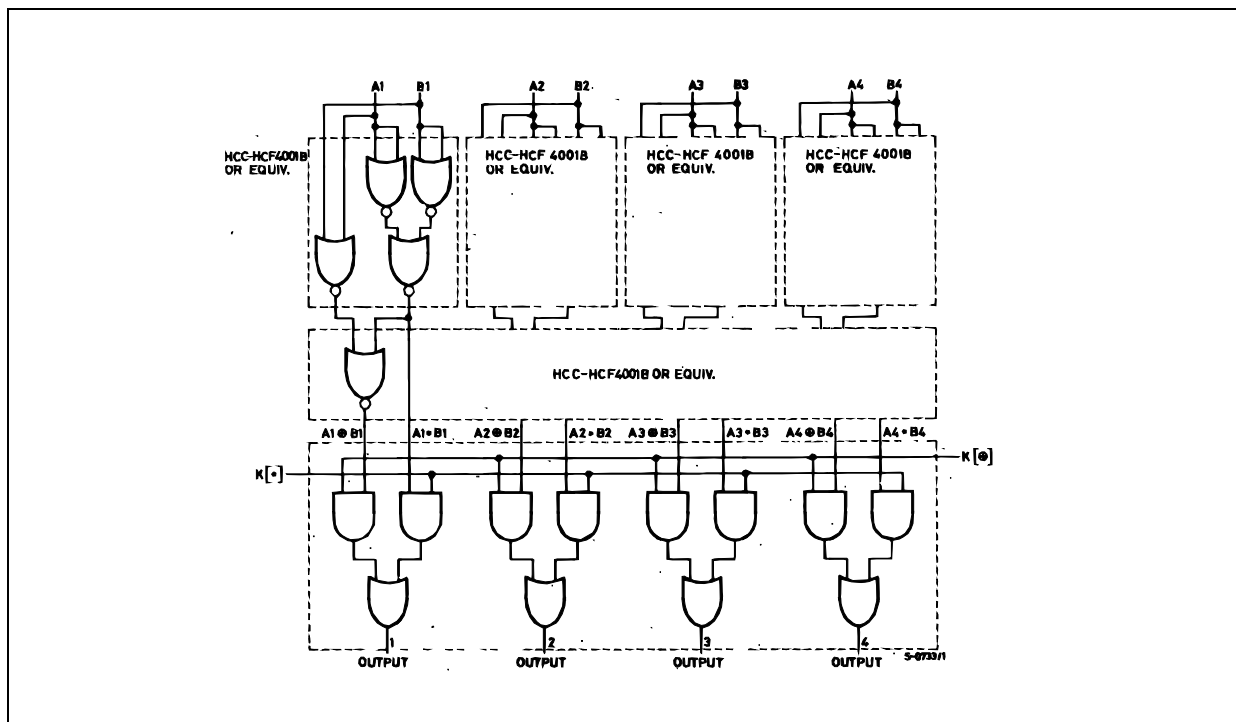 A1 B1 A2 B2 A3 B3 A4 B4
HCC-HCF4001B
OR EQUIV.
HCC-HCF 4001B
OR EQUIV.
HCC-HCF 4001B
OR EQUIV.
HCC-HCF 4001B
OR EQUIV.
HCC-HCF4001B OR EQUIV.
A1⊕B1 A1•B1 A2⊕B2 A2•B2 A3⊕B3 A3•B3 A4⊕B4 A4•B4
K[⊕]
K[•]
1 2 3 4
OUTPUT OUTPUT OUTPUT OUTPUT
S-0733/1